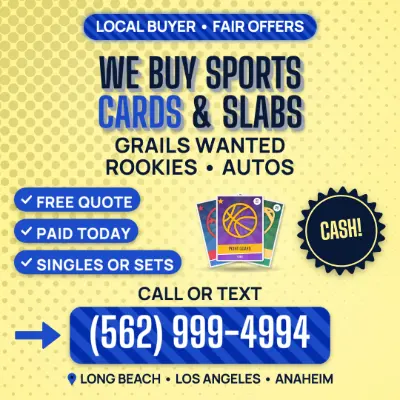 LOCAL BUYER • FAIR OFFERS
WE BUY SPORTS
CARDS & SLABS
GRAILS WANTED
ROOKIES • AUTOS
FREE QUOTE
PAID TODAY
SINGLES OR SETS
CASH!
CALL OR TEXT
(562) 999-4994
LONG BEACH • LOS ANGELES • ANAHEIM